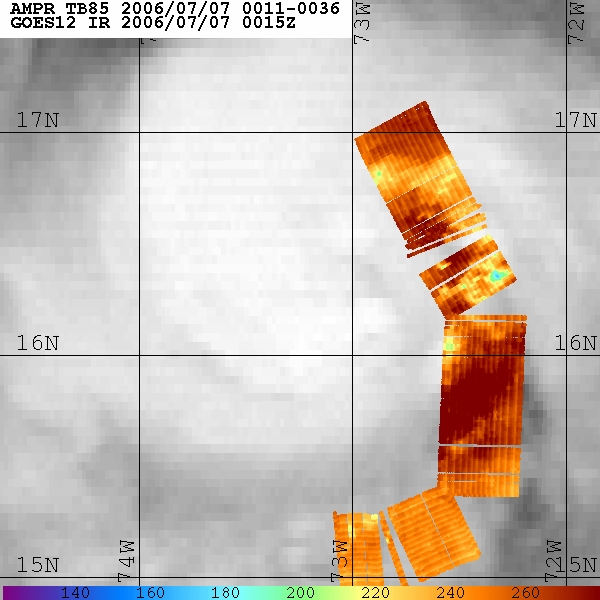 AMPR TB85 2006/07/07 0011-0036
GOES12 IR 2006/07/07 0015Z
73W
72W
17N
17N
16N
16N
74W
73W
72W
15N
15N
140
160
180
200
220
240
260